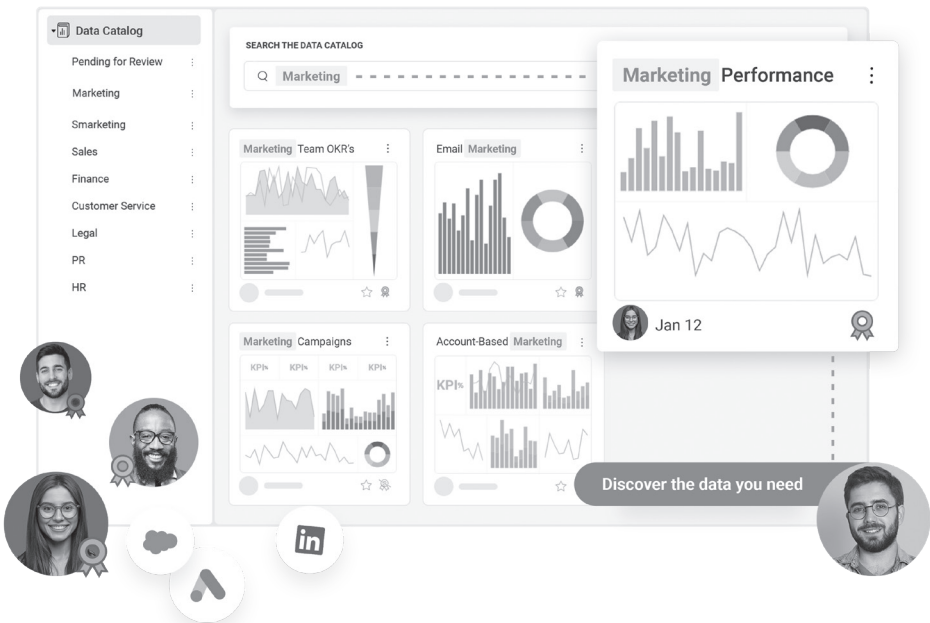 Data Catalog
Pending for Review
Marketing
Smarketing
Sales
Finance
Customer Service
Legal
PR
HR
SEARCH THE DATA CATALOG
Marketing
Marketing Performance
Jan 12
Marketing Team OKR's
Email Marketing
Marketing Campaigns
KPI% KPI% KPI% KPI%
Account-Based Marketing
KPI%
Discover the data you need
in